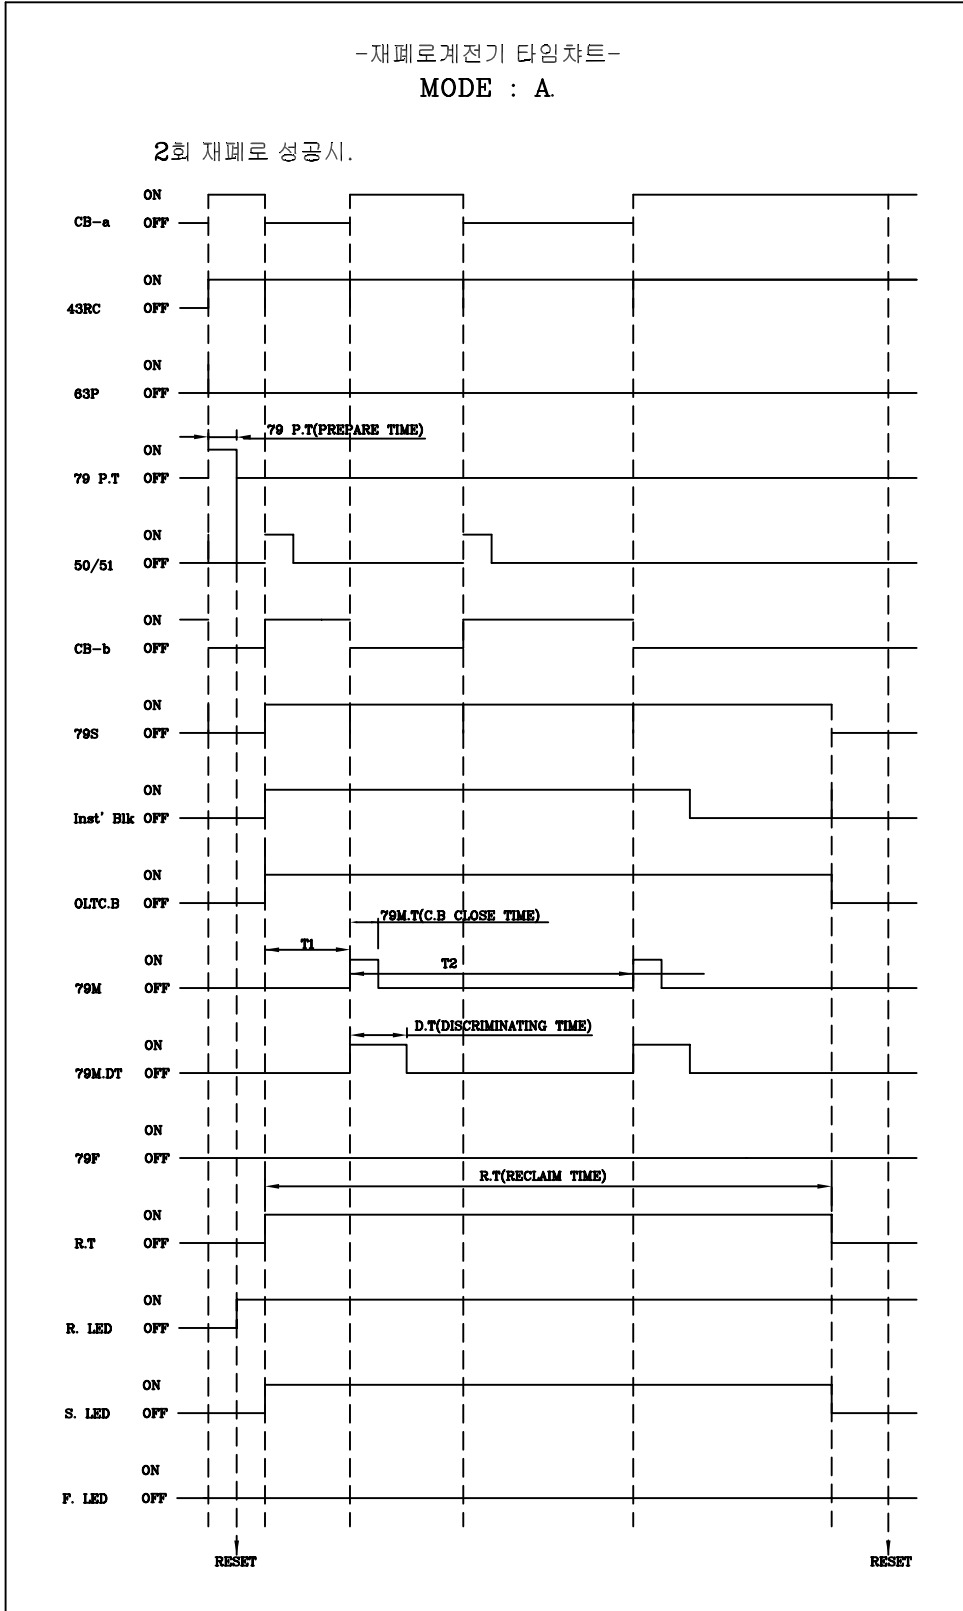 -재폐로계전기 타임챠트-
MODE : A.
2회 재폐로 성공시.
ON
CB-a OFF
ON
43RC OFF
ON
63P OFF
79 P.T(PREPARE TIME)
ON
79 P.T OFF
ON
50/51 OFF
ON
CB-b OFF
ON
79S OFF
ON
Inst' Blk OFF
ON
OLTC.B OFF
79M.T(C.B CLOSE TIME)
T1
ON
T2
79M OFF
D.T(DISCRIMINATING TIME)
ON
79M.DT OFF
ON
79F OFF
R.T(RECLAIM TIME)
ON
R.T OFF
ON
R. LED OFF
ON
S. LED OFF
ON
F. LED OFF
RESET RESET